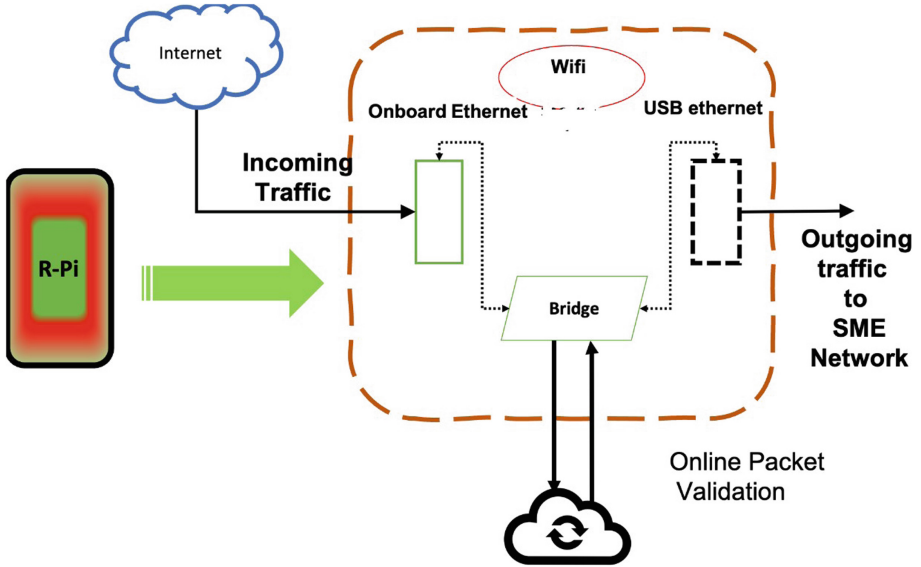 Internet
Wifi
Onboard Ethernet
USB ethernet
Incoming
Traffic
R-Pi
Bridge
Outgoing
traffic
to
SME
Network
Online Packet
Validation